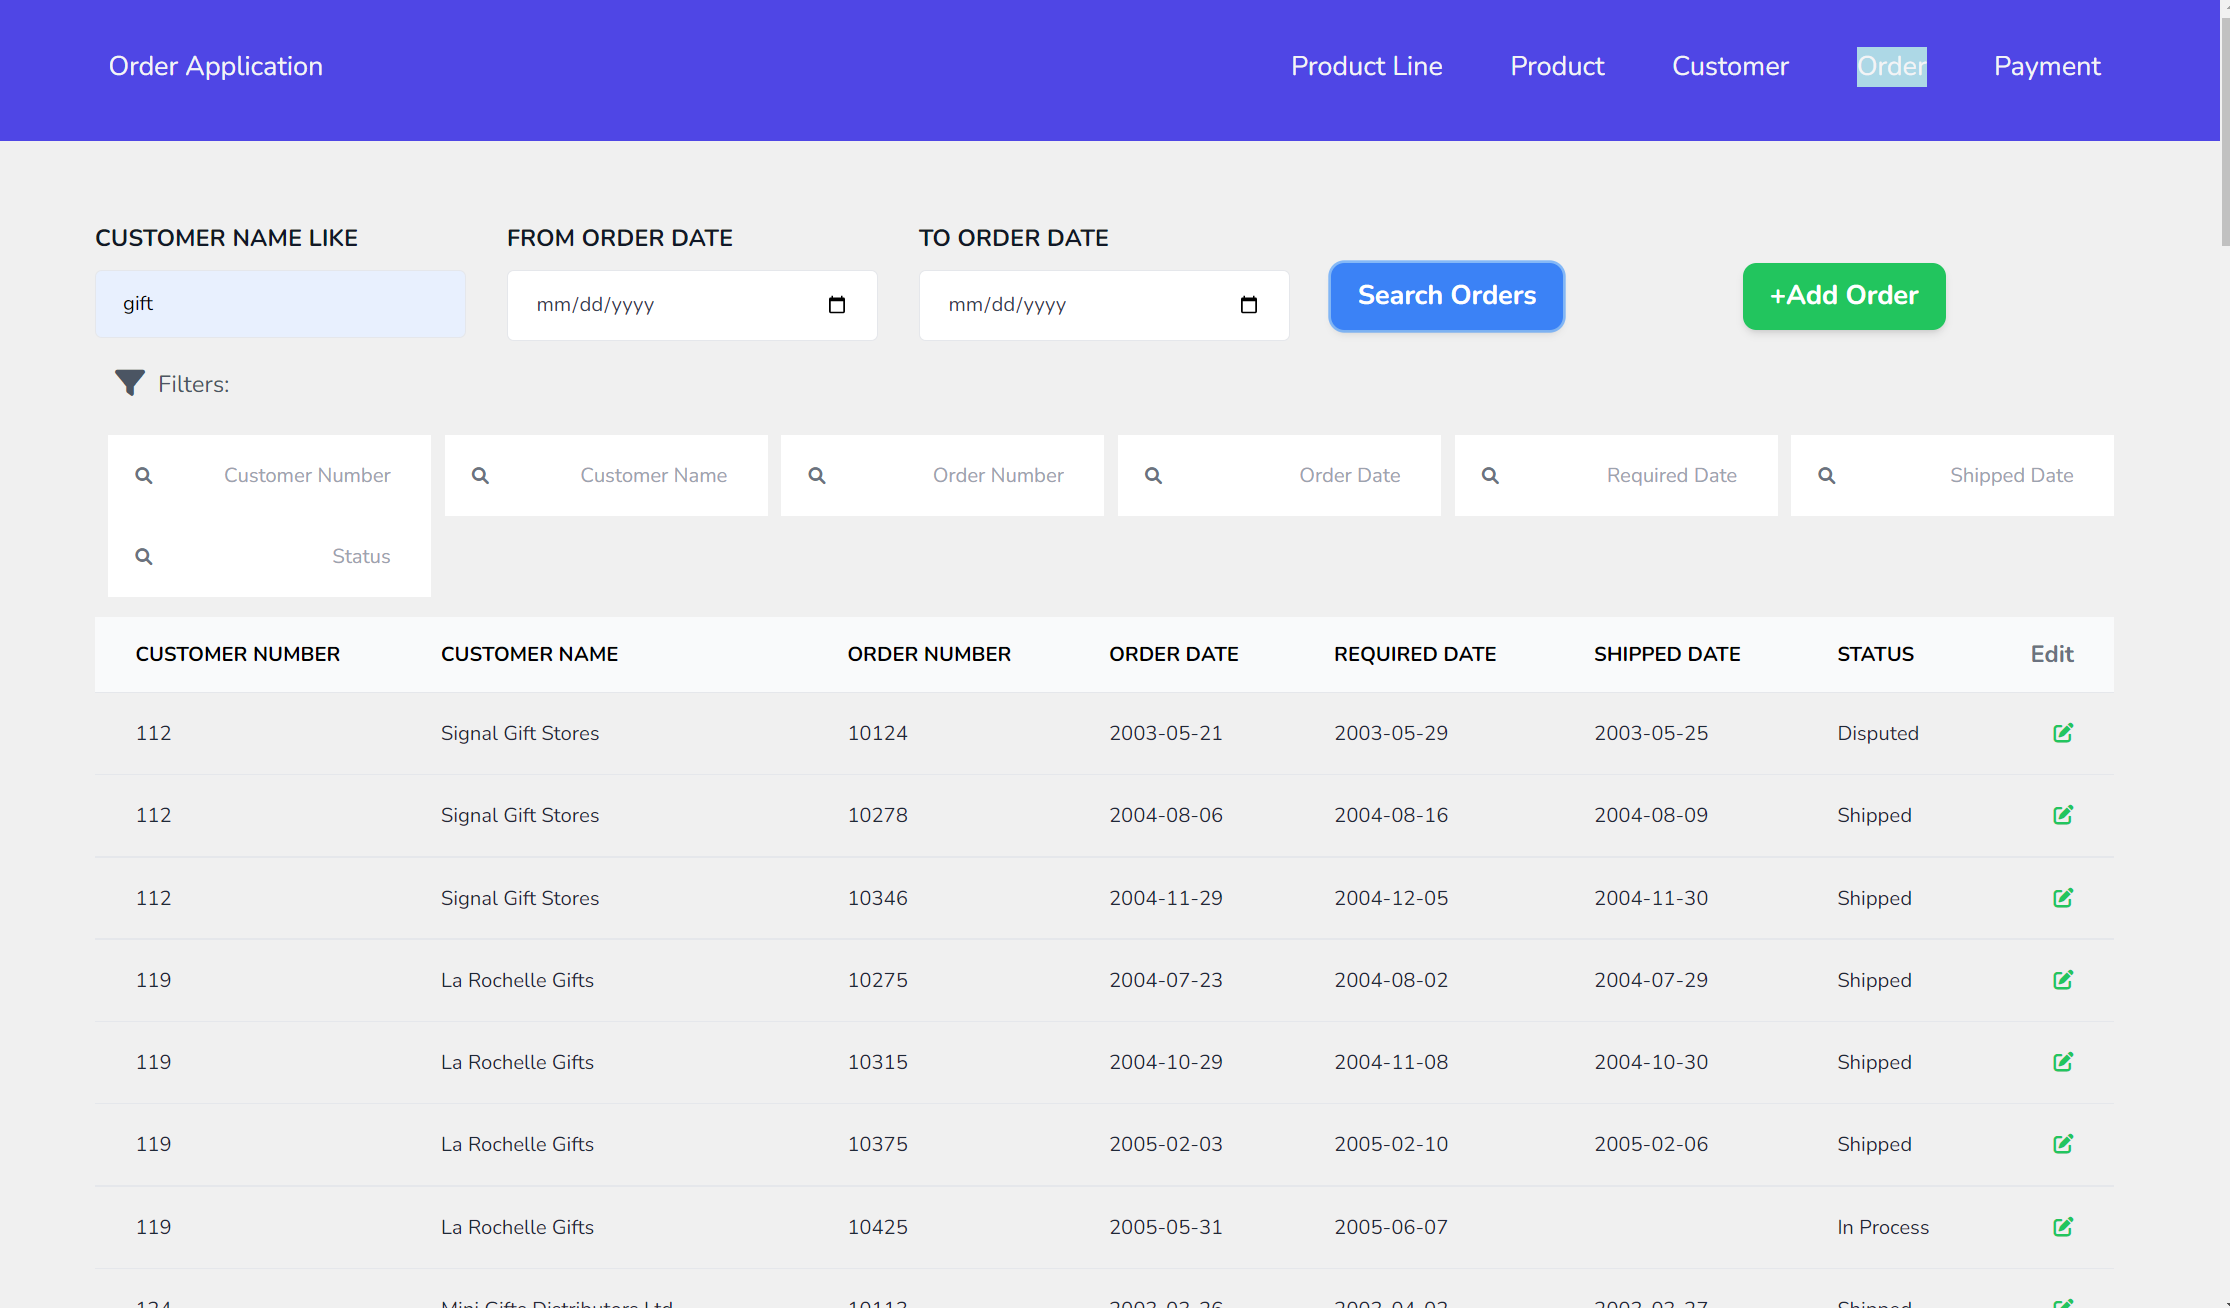 Order Application Product Line Product Customer Order Payment
CUSTOMER NAME LIKE FROM ORDER DATE TO ORDER DATE
gift mm/dd/yyyy mm/dd/yyyy Search Orders +Add Order
Filters:
Customer Number Customer Name Order Number Order Date Required Date Shipped Date
Status
CUSTOMER NUMBER CUSTOMER NAME ORDER NUMBER ORDER DATE REQUIRED DATE SHIPPED DATE STATUS Edit
112 Signal Gift Stores 10124 2003-05-21 2003-05-29 2003-05-25 Disputed
112 Signal Gift Stores 10278 2004-08-06 2004-08-16 2004-08-09 Shipped
112 Signal Gift Stores 10346 2004-11-29 2004-12-05 2004-11-30 Shipped
119 La Rochelle Gifts 10275 2004-07-23 2004-08-02 2004-07-29 Shipped
119 La Rochelle Gifts 10315 2004-10-29 2004-11-08 2004-10-30 Shipped
119 La Rochelle Gifts 10375 2005-02-03 2005-02-10 2005-02-06 Shipped
119 La Rochelle Gifts 10425 2005-05-31 2005-06-07 In Process